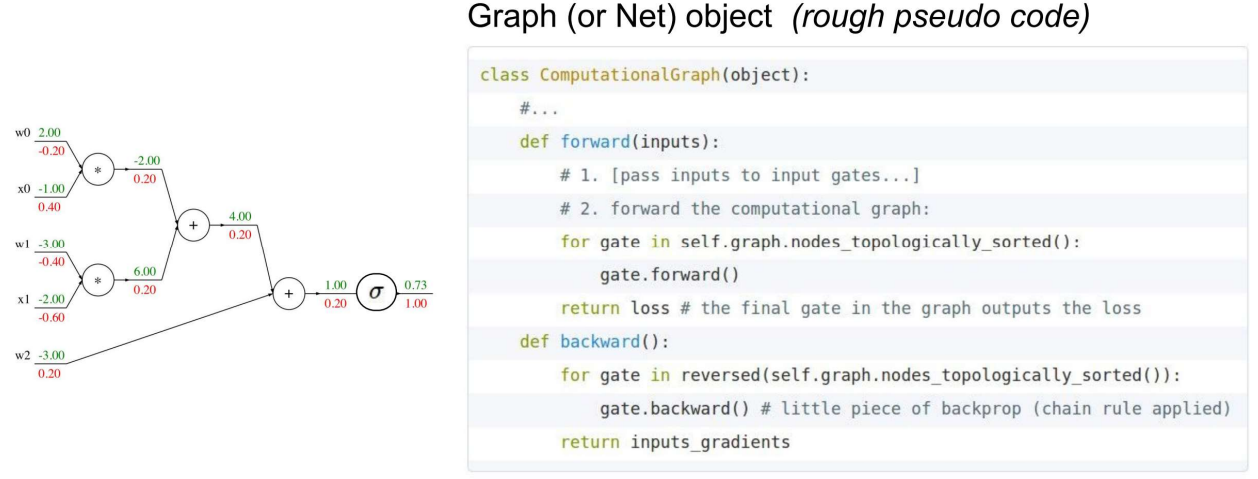 Graph (or Net) object (rough pseudo code)
class ComputationalGraph(object):
#...
def forward(inputs):
# 1. [pass inputs to input gates...]
# 2. forward the computational graph:
for gate in self.graph.nodes_topologically_sorted():
gate.forward()
return loss # the final gate in the graph outputs the loss
def backward():
for gate in reversed(self.graph.nodes_topologically_sorted()):
gate.backward() # little piece of backprop (chain rule applied)
return inputs_gradients
w0 2.00
-0.20
x0 -1.00
0.40
*
-2.00
0.20
w1 -3.00
-0.40
x1 -2.00
-0.60
*
6.00
0.20
+
4.00
0.20
w2 -3.00
0.20
+
1.00
0.20
σ
0.73
1.00